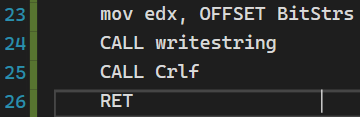 23 mov edx, OFFSET BitStrs
24 CALL writestring
25 CALL Crlf
26 RET